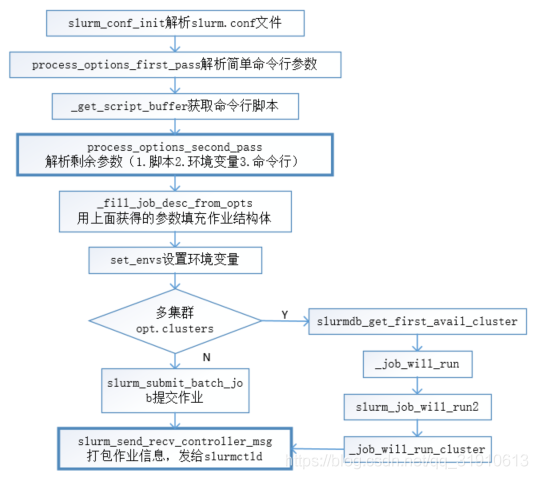 slurm_conf_init解析slurm.conf文件
process_options_first_pass解析简单命令行参数
_get_script_buffer获取命令行脚本
process_options_second_pass
解析剩余参数（1.脚本2.环境变量3.命令行）
_fill_job_desc_from_opts
用上面获得的参数填充作业结构体
set_envs设置环境变量
多集群
opt.clusters
Y
slurmdb_get_first_avail_cluster
N
_job_will_run
slurm_submit_batch_jo
b提交作业
slurm_job_will_run2
slurm_send_recv_controller_msg
打包作业信息，发给slurmctld
_job_will_run_cluster
https://blog.csdn.net/qq_31910613